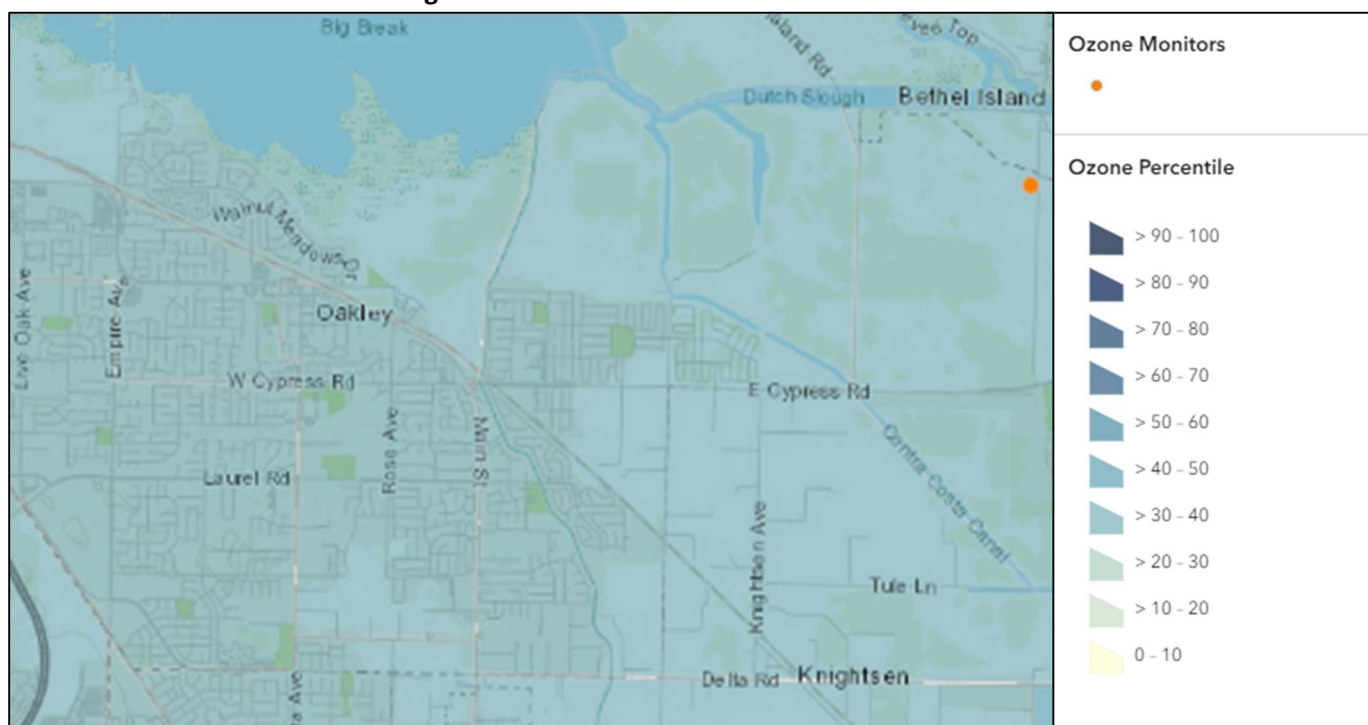 Big Break
Dutch Slough
Bethel Island
Walnut Meadows Dr
Live Oak Ave
Empire Ave
Oakley
W Cypress Rd
E Cypress Rd
Rose Ave
Main St
Laurel Rd
Contra Costa Canal
Knightsen Ave
Tule Ln
Delta Rd
Knightsen
Ozone Monitors
Ozone Percentile
> 90 - 100
> 80 - 90
> 70 - 80
> 60 - 70
> 50 - 60
> 40 - 50
> 30 - 40
> 20 - 30
> 10 - 20
0 - 10